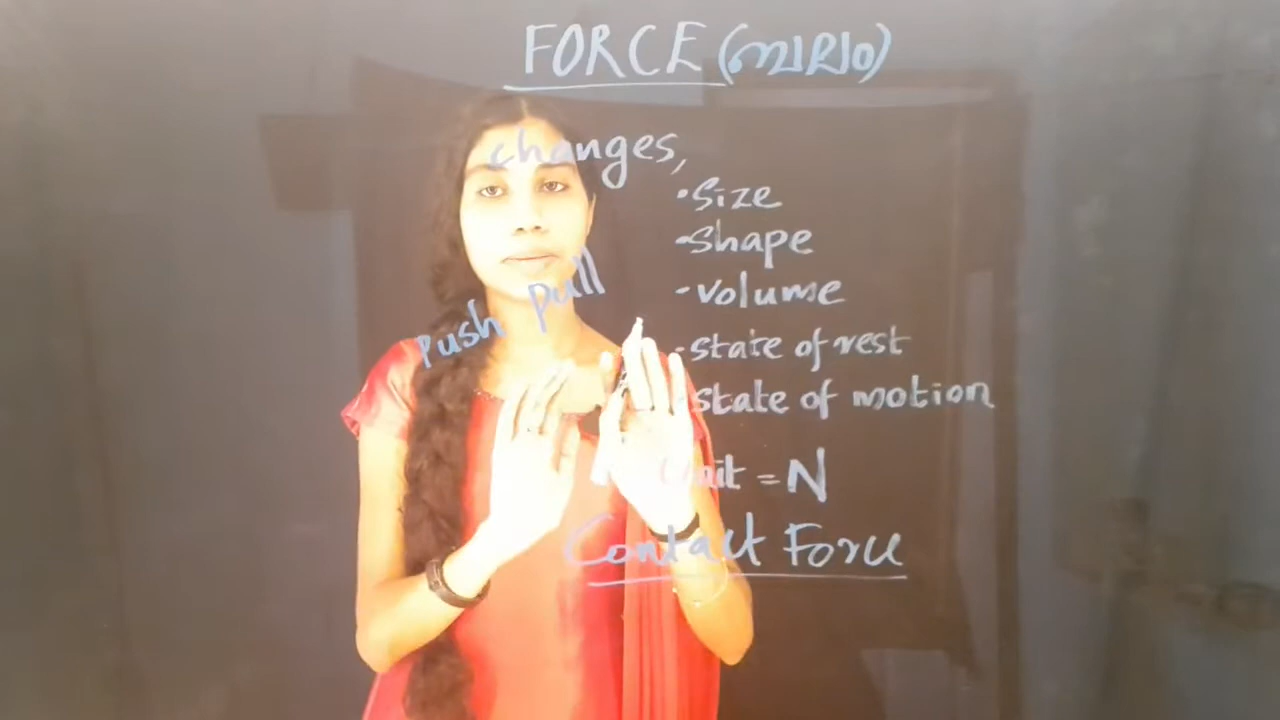 FORCE (ബലം)
changes,
• Size
• Shape
- volume
• state of rest
state of motion
Push pull
Unit = N
Contact Force